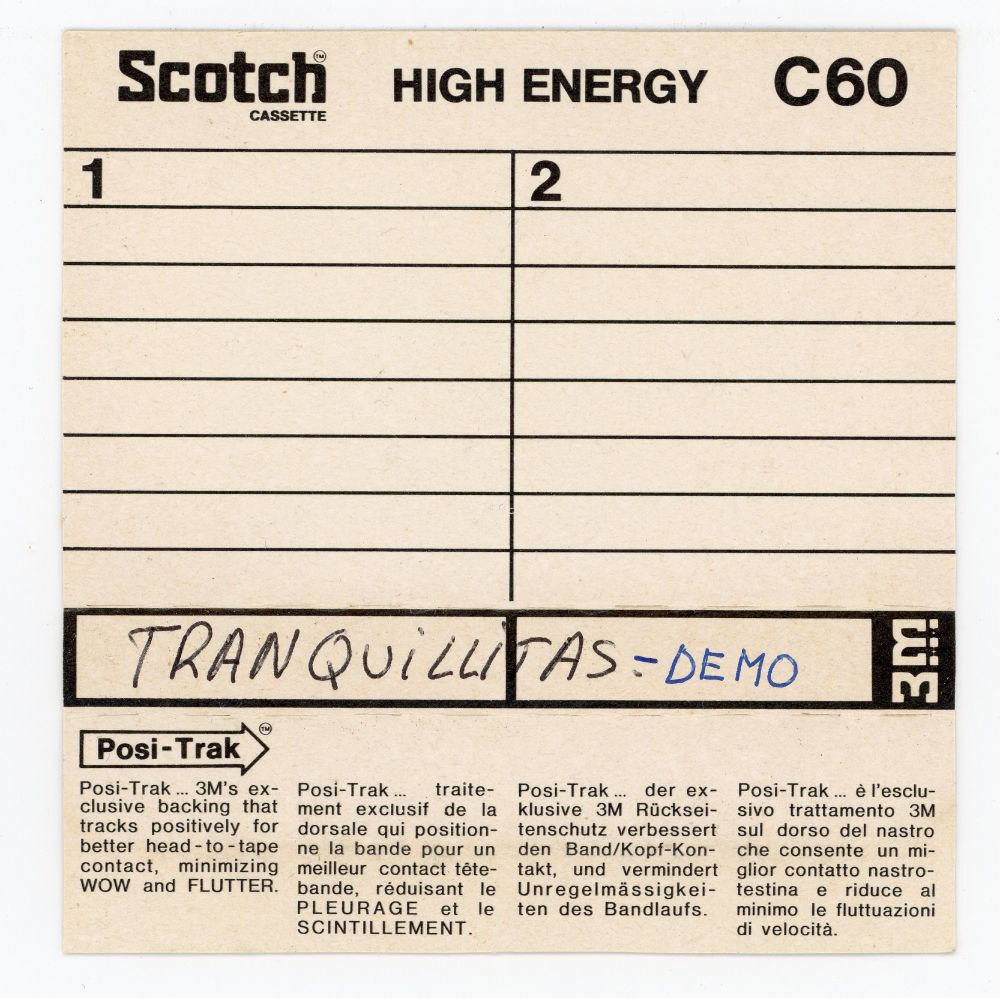 Scotch™ HIGH ENERGY C60
CASSETTE
1 2
TRANQUiLLiTAS - DEMO
3M
Posi-Trak™
Posi-Trak ... 3M's ex-
clusive backing that
tracks positively for
better head-to-tape
contact, minimizing
WOW and FLUTTER.
Posi-Trak ... traite-
ment exclusif de la
dorsale qui position-
ne la bande pour un
meilleur contact tête-
bande, réduisant le
PLEURAGE et le
SCINTILLEMENT.
Posi-Trak ... der ex-
klusive 3M Rücksei-
tenschutz verbessert
den Band/Kopf-Kon-
takt, und vermindert
Unregelmässigkei-
ten des Bandlaufs.
Posi-Trak ... è l'esclu-
sivo trattamento 3M
sul dorso del nastro
che consente un mi-
glior contatto nastro-
testina e riduce al
minimo le fluttuazioni
di velocità.